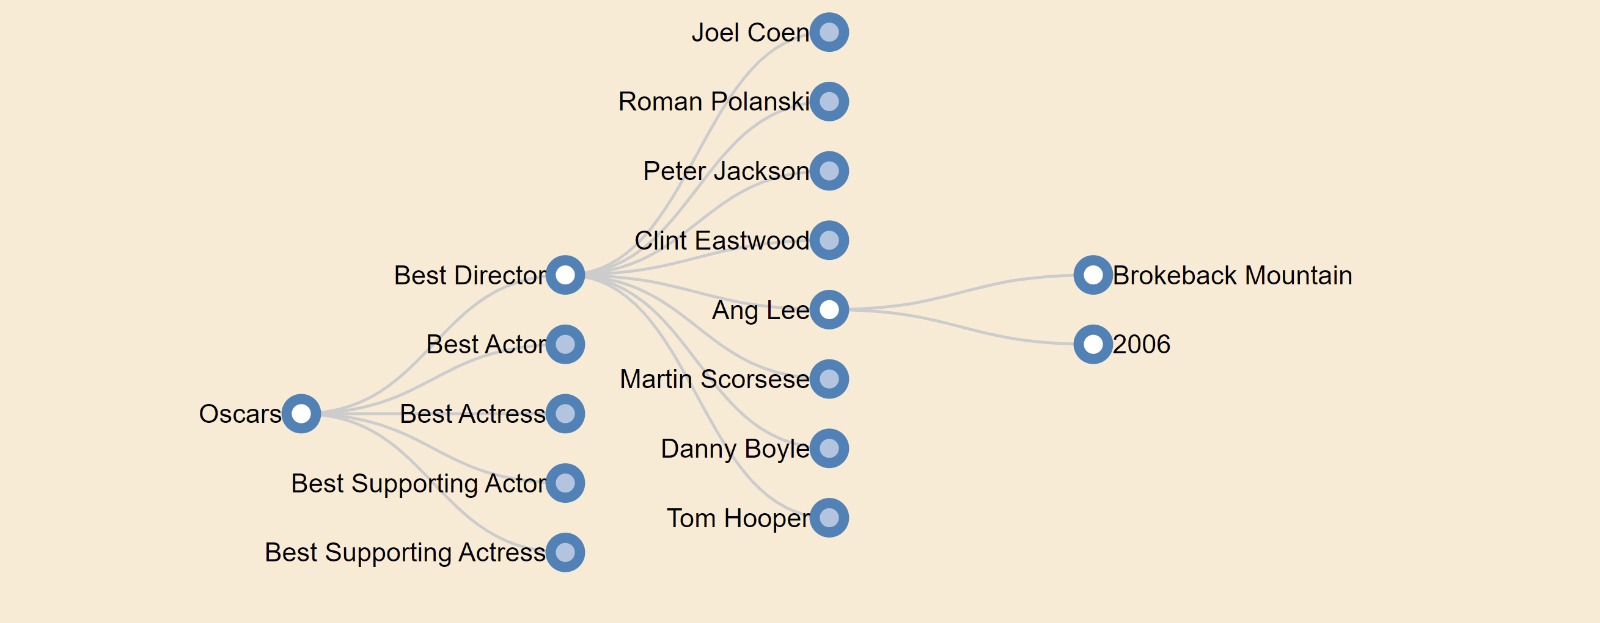 Joel Coen
Roman Polanski
Peter Jackson
Clint Eastwood
Best Director
Brokeback Mountain
Ang Lee
Best Actor
2006
Martin Scorsese
Oscars
Best Actress
Danny Boyle
Best Supporting Actor
Tom Hooper
Best Supporting Actress